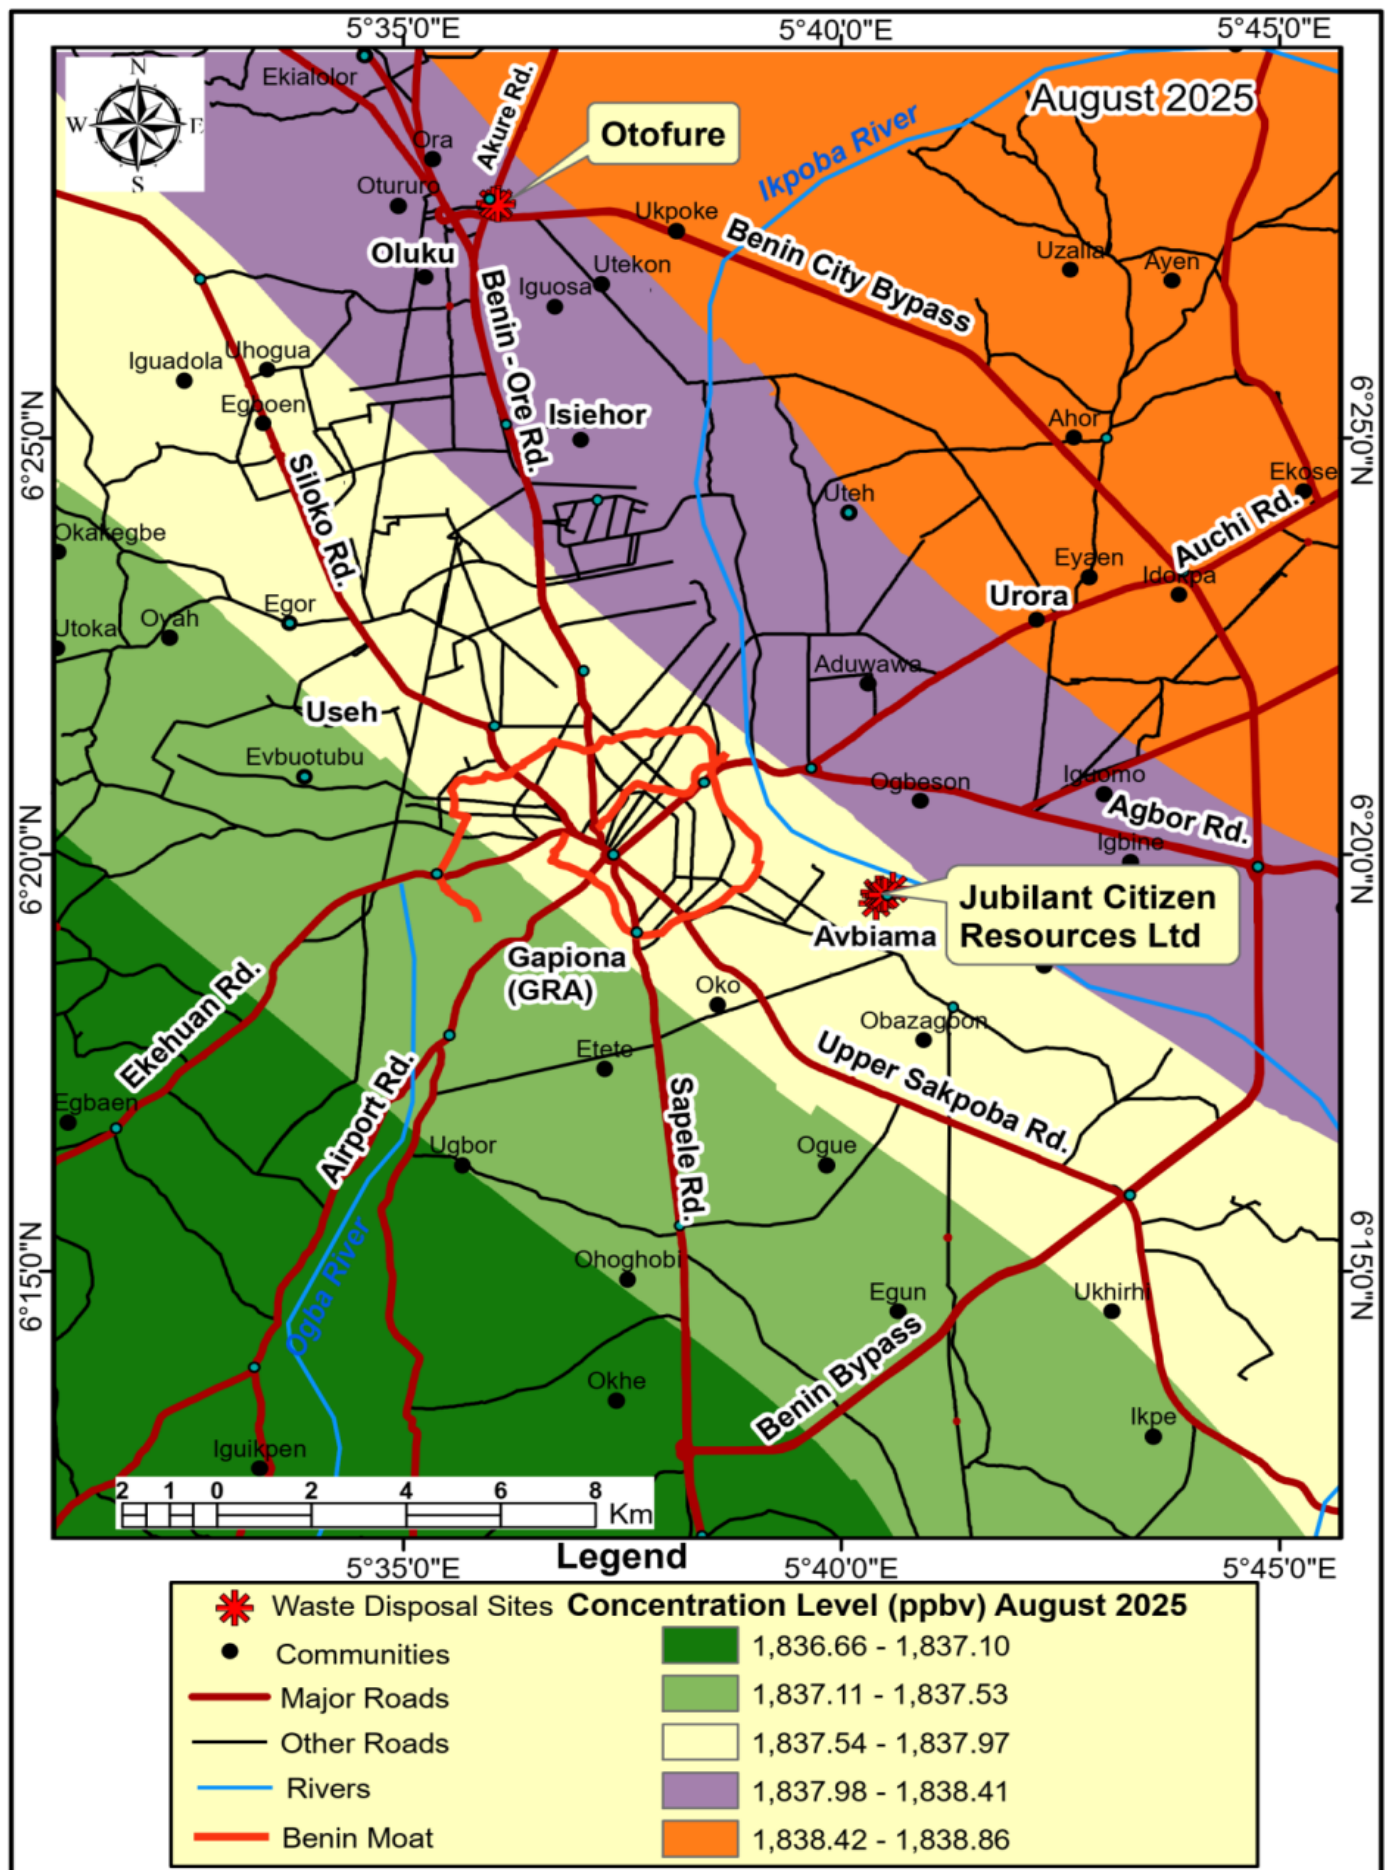 5°35'0"E
5°40'0"E
5°45'0"E
N
W
E
S
Ekialolor
Akure Rd.
August 2025
Ora
Otofure
Ikpoba River
Otururo
Ukpoke
Oluku
Utekon
Benin City Bypass
Uzalla
Ayen
Iguosa
Benin - Ore Rd.
Iguadola
Uhogua
Egboen
Isiehor
Ahor
6°25'0"N
6°25'0"N
Siloko Rd.
Uteh
Ekose
Auchi Rd.
Okakegbe
Eyaen
Idokpa
Urora
Egor
Utoka
Oyah
Aduwawa
Useh
Evbuotubu
Ogbeson
Iguomo
Agbor Rd.
Igbine
6°20'0"N
6°20'0"N
Jubilant Citizen
Resources Ltd
Avbiama
Gapiona
(GRA)
Ekehuan Rd.
Oko
Obazagbon
Etete
Upper Sakpoba Rd.
Egbaen
Airport Rd.
Ugbor
Sapele Rd.
Ogue
6°15'0"N
6°15'0"N
Ogba River
Ohoghobi
Egun
Ukhirhi
Benin Bypass
Okhe
Ikpe
Iguikpen
2 1 0 2 4 6 8
Km
5°35'0"E
5°40'0"E
5°45'0"E
Legend
Waste Disposal Sites
Communities
Major Roads
Other Roads
Rivers
Benin Moat
Concentration Level (ppbv) August 2025
1,836.66 - 1,837.10
1,837.11 - 1,837.53
1,837.54 - 1,837.97
1,837.98 - 1,838.41
1,838.42 - 1,838.86